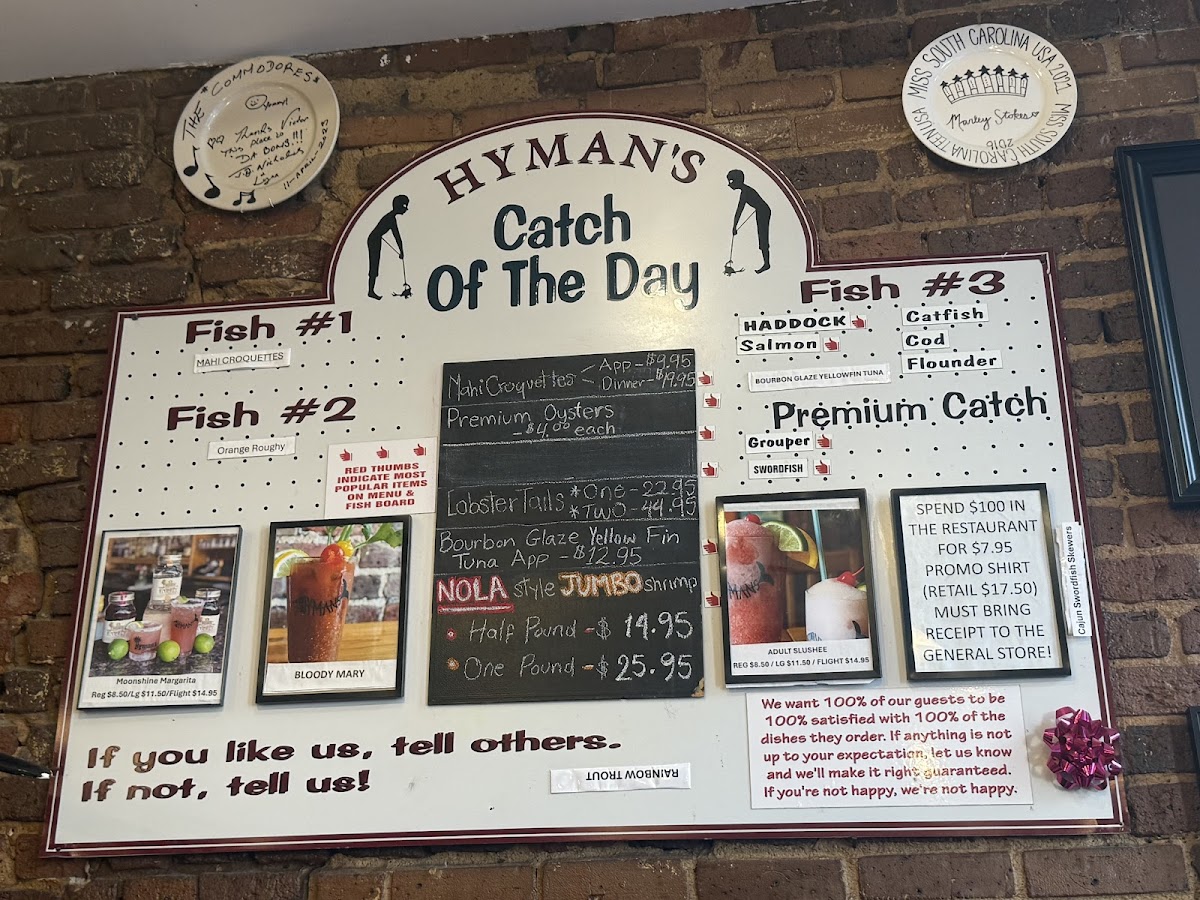 THE *COMMODORES*
Thanks Victor
This place is
DA BOMB!!!
J.D. Nicholas
11-APRIL-2023
MISS SOUTH CAROLINA USA 2021
Marley Stokes
MISS SOUTH CAROLINA TEEN USA
2016
HYMAN'S
Catch
Of The Day
Fish #1
MAHI CROQUETTES
Fish #2
Orange Roughy
RED THUMBS
INDICATE MOST
POPULAR ITEMS
ON MENU &
FISH BOARD
Mahi Croquettes - App - $9.95
- Dinner - $19.95
Premium Oysters
- $4.00 each
Lobster Tails *One - 22.95
*Two - 44.95
Bourbon Glaze Yellow Fin
Tuna App - $12.95
NOLA style JUMBO shrimp
Half Pound - $ 14.95
One Pound - $ 25.95
Fish #3
HADDOCK
Salmon
BOURBON GLAZE YELLOWFIN TUNA
Catfish
Cod
Flounder
Premium Catch
Grouper
SWORDFISH
Moonshine Margarita
Reg $8.50/Lg $11.50/Flight $14.95
BLOODY MARY
ADULT SLUSHEE
REG $8.50 / LG $11.50 / FLIGHT $14.95
SPEND $100 IN
THE RESTAURANT
FOR $7.95
PROMO SHIRT
(RETAIL $17.50)
MUST BRING
RECEIPT TO THE
GENERAL STORE!
Cajun Swordfish Skewers
If you like us, tell others.
If not, tell us!
RAINBOW TROUT
We want 100% of our guests to be
100% satisfied with 100% of the
dishes they order. If anything is not
up to your expectation, let us know
and we'll make it right guaranteed.
If you're not happy, we're not happy.